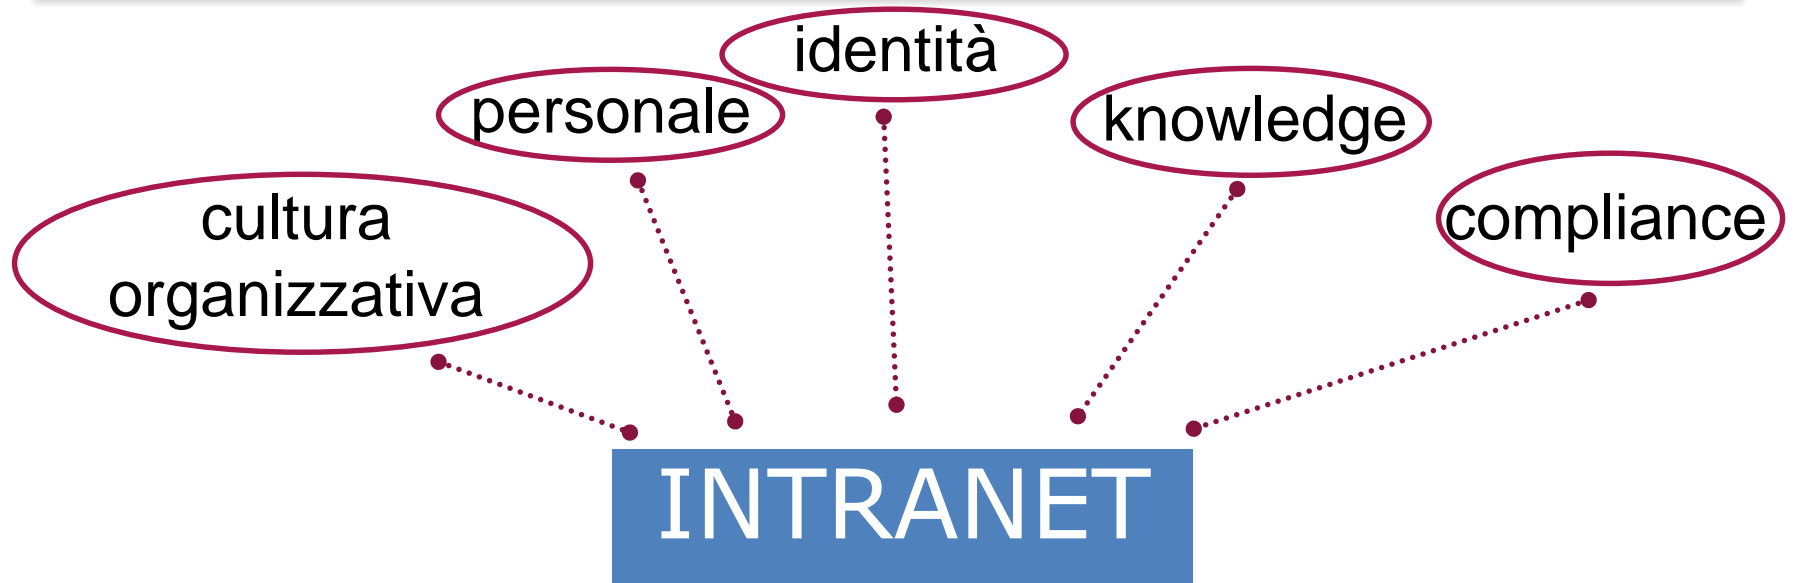 identità
personale
knowledge
compliance
cultura
organizzativa
INTRANET